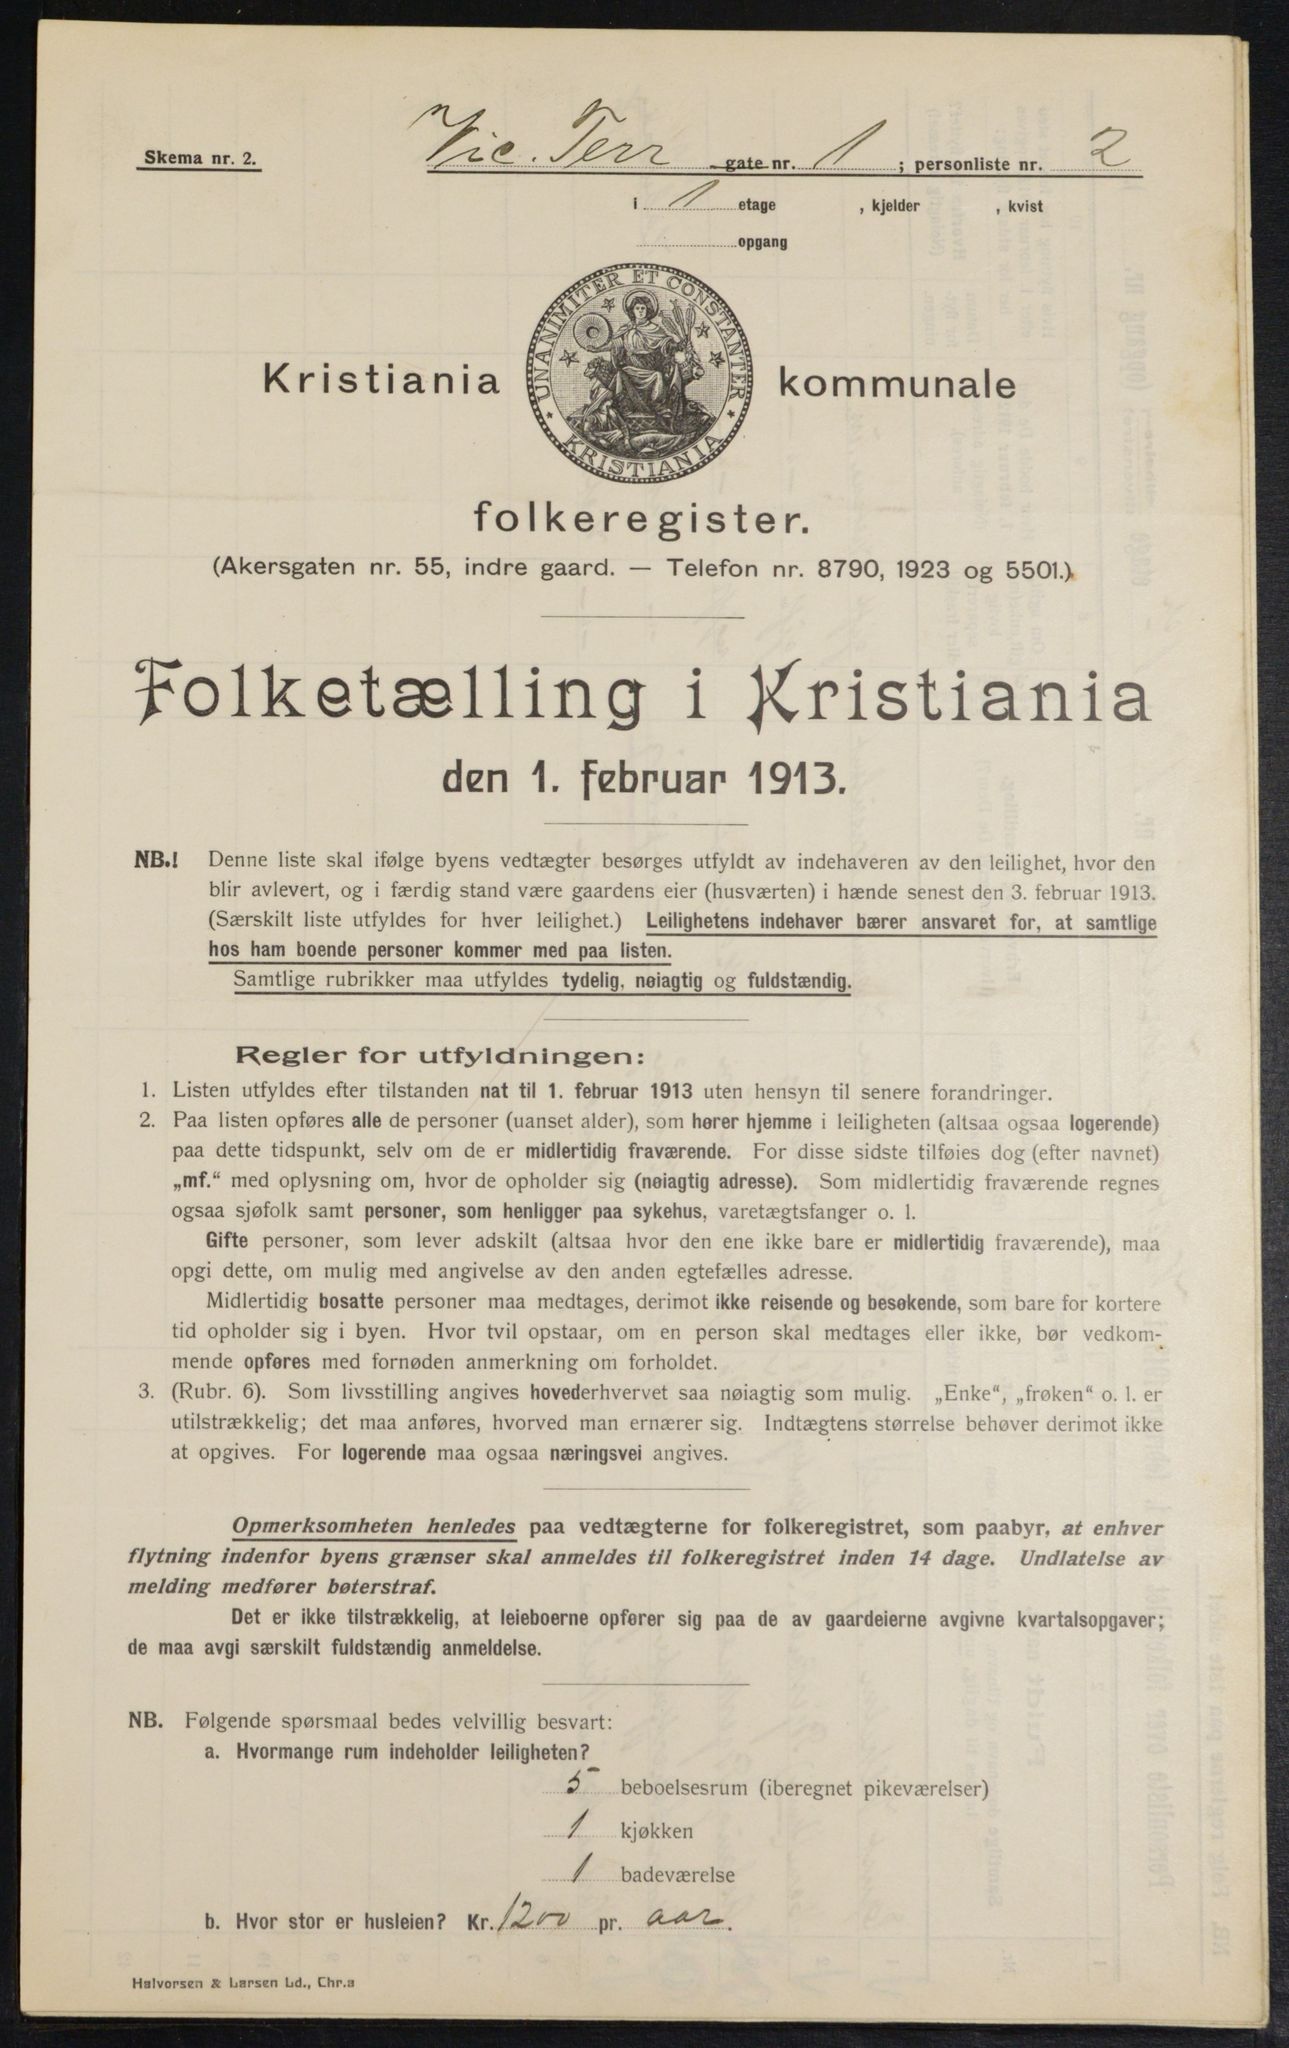 Skema nr. 2.
Vic. Terr gate nr. 1 ; personliste nr. 2
i 1 etage , kjelder , kvist
opgang
UNANIMITER ET CONSTANTER
KRISTIANIA
Kristiania kommunale
folkeregister.
(Akersgaten nr. 55, indre gaard. — Telefon nr. 8790, 1923 og 5501.)
Folketælling i Kristiania
den 1. februar 1913.
NB.! Denne liste skal ifølge byens vedtægter besørges utfyldt av indehaveren av den leilighet, hvor den
blir avlevert, og i færdig stand være gaardens eier (husværten) i hænde senest den 3. februar 1913.
(Særskilt liste utfyldes for hver leilighet.) Leilighetens indehaver bærer ansvaret for, at samtlige
hos ham boende personer kommer med paa listen.
Samtlige rubrikker maa utfyldes tydelig, nøiagtig og fuldstændig.
Regler for utfyldningen:
1. Listen utfyldes efter tilstanden nat til 1. februar 1913 uten hensyn til senere forandringer.
2. Paa listen opføres alle de personer (uanset alder), som hører hjemme i leiligheten (altsaa ogsaa logerende)
paa dette tidspunkt, selv om de er midlertidig fraværende. For disse sidste tilføies dog (efter navnet)
„mf.“ med oplysning om, hvor de opholder sig (nøiagtig adresse). Som midlertidig fraværende regnes
ogsaa sjøfolk samt personer, som henligger paa sykehus, varetægtsfanger o. l.
Gifte personer, som lever adskilt (altsaa hvor den ene ikke bare er midlertidig fraværende), maa
opgi dette, om mulig med angivelse av den anden egtefælles adresse.
Midlertidig bosatte personer maa medtages, derimot ikke reisende og besøkende, som bare for kortere
tid opholder sig i byen. Hvor tvil opstaar, om en person skal medtages eller ikke, bør vedkom-
mende opføres med fornøden anmerkning om forholdet.
3. (Rubr. 6). Som livsstilling angives hovederhvervet saa nøiagtig som mulig. „Enke“, „frøken“ o. l. er
utilstrækkelig; det maa anføres, hvorved man ernærer sig. Indtægtens størrelse behøver derimot ikke
at opgives. For logerende maa ogsaa næringsvei angives.
Opmerksomheten henledes paa vedtægterne for folkeregistret, som paabyr, at enhver
flytning indenfor byens grænser skal anmeldes til folkeregistret inden 14 dage. Undlatelse av
melding medfører bøterstraf.
Det er ikke tilstrækkelig, at leieboerne opfører sig paa de av gaardeierne avgivne kvartalsopgaver;
de maa avgi særskilt fuldstændig anmeldelse.
NB. Følgende spørsmaal bedes velvillig besvart:
a. Hvormange rum indeholder leiligheten?
5 beboelsesrum (iberegnet pikeværelser)
1 kjøkken
1 badeværelse
b. Hvor stor er husleien? Kr. 1200 pr. aar.
Halvorsen & Larsen Ld., Chr.a